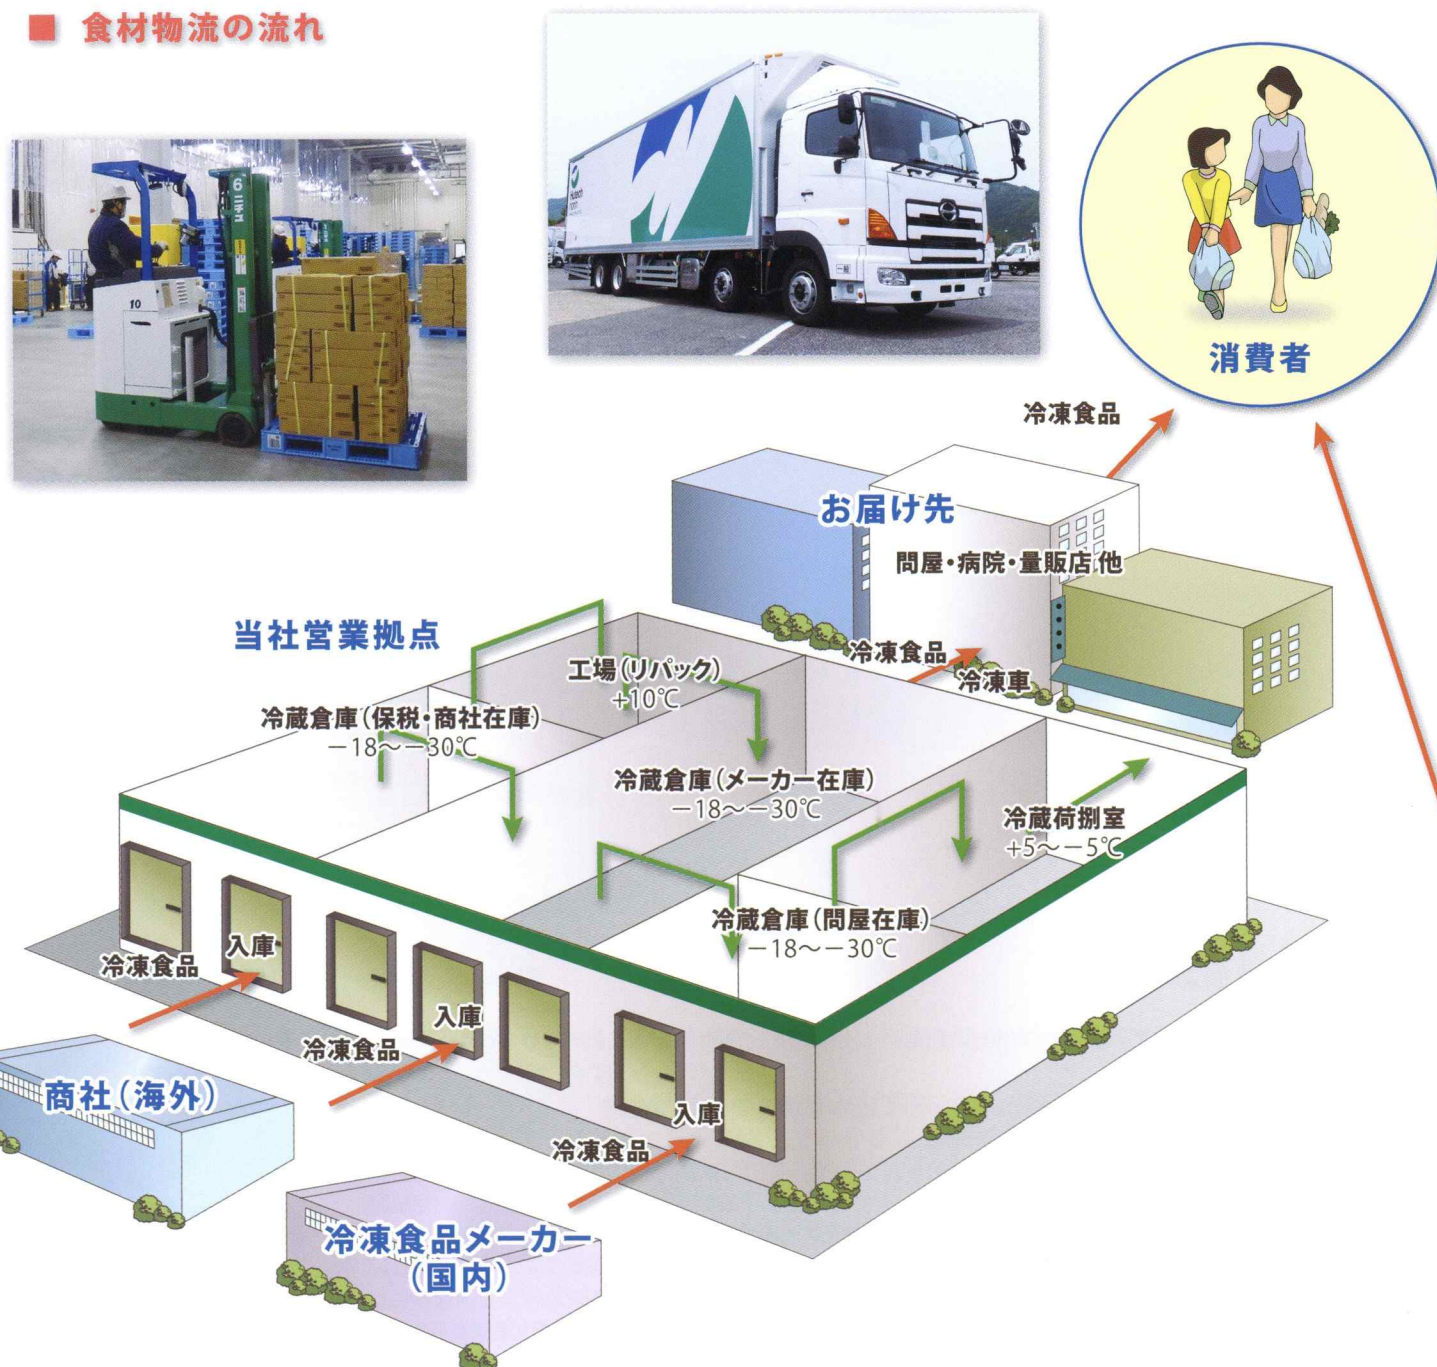 ■ 食材物流の流れ
6
ニチユ
10
消費者
冷凍食品
お届け先
問屋・病院・量販店 他
当社営業拠点
冷凍食品
冷凍車
工場(リパック)
+10℃
冷蔵倉庫(保税・商社在庫)
−18〜−30℃
冷蔵倉庫(メーカー在庫)
−18〜−30℃
冷蔵荷捌室
+5〜−5℃
冷蔵倉庫(問屋在庫)
−18〜−30℃
入庫
冷凍食品
入庫
冷凍食品
入庫
冷凍食品
商社(海外)
冷凍食品メーカー
(国内)